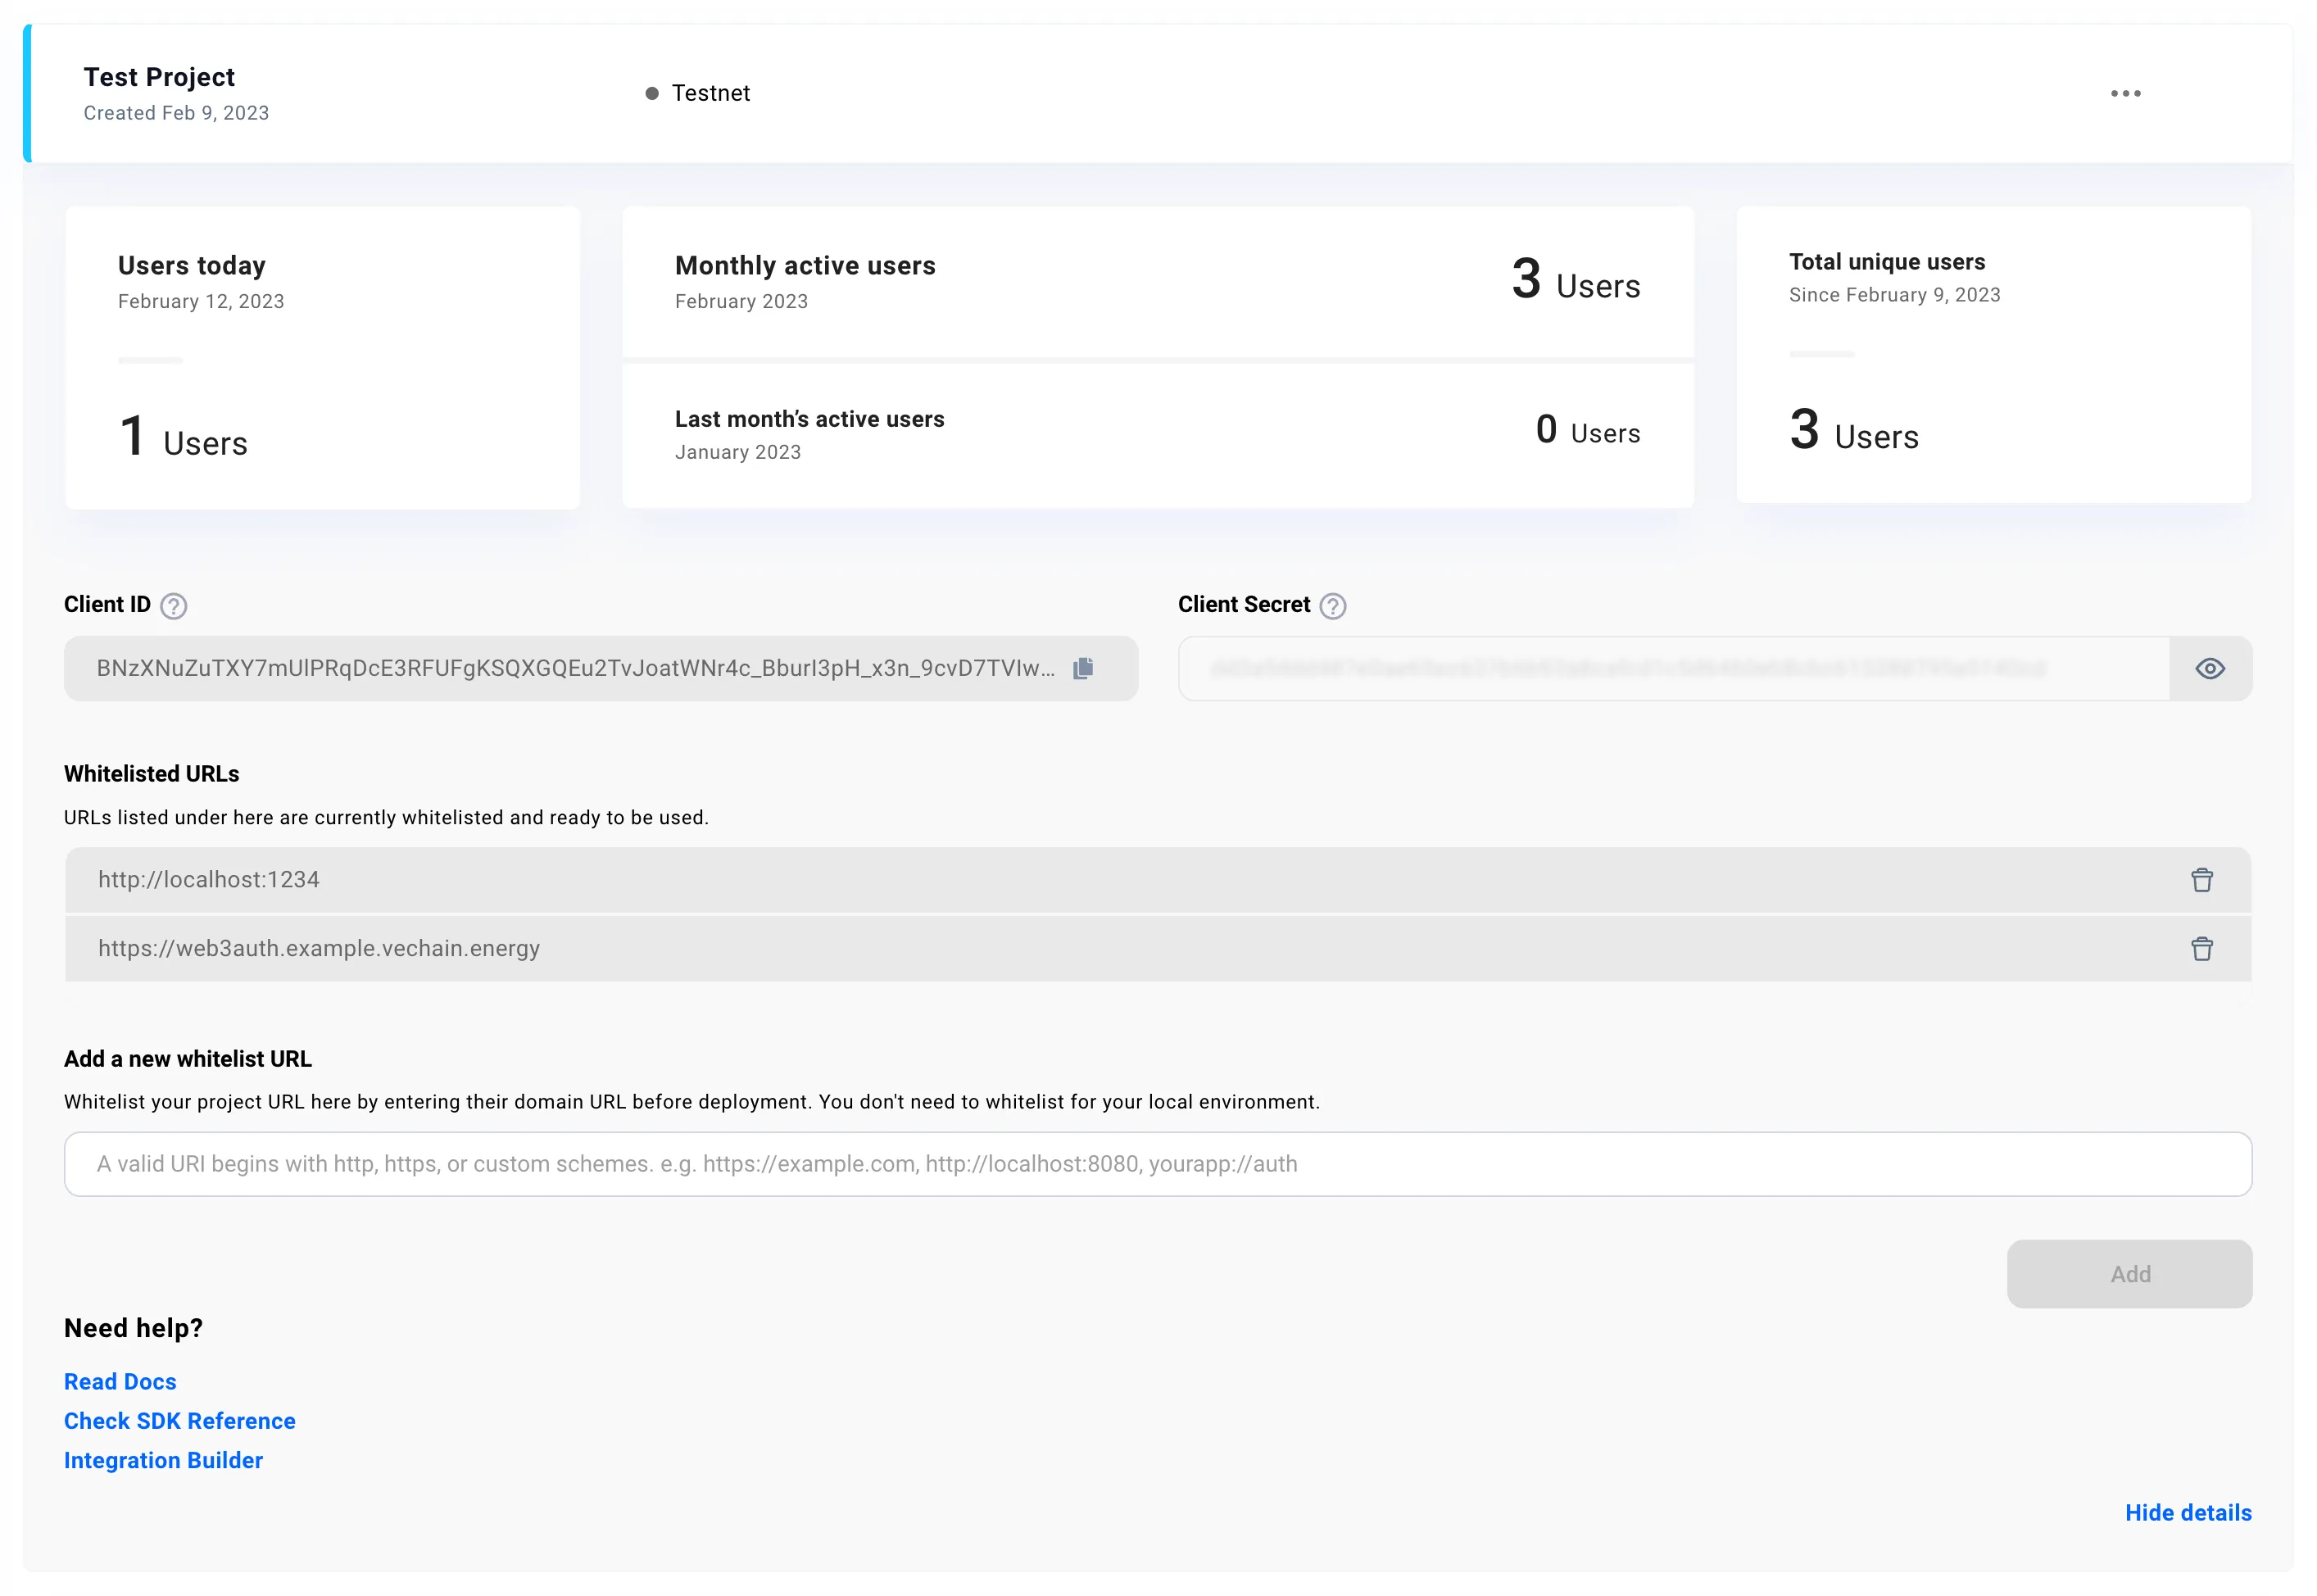 Test Project
Created Feb 9, 2023
Testnet
Users today
February 12, 2023
1 Users
Monthly active users
February 2023
3 Users
Last month’s active users
January 2023
0 Users
Total unique users
Since February 9, 2023
3 Users
Client ID
BNzXNuZuTXY7mUlPRqDcE3RFUFgKSQXGQEu2TvJoatWNr4c_BburI3pH_x3n_9cvD7TVIw...
Client Secret
Whitelisted URLs
URLs listed under here are currently whitelisted and ready to be used.
http://localhost:1234
https://web3auth.example.vechain.energy
Add a new whitelist URL
Whitelist your project URL here by entering their domain URL before deployment. You don't need to whitelist for your local environment.
A valid URI begins with http, https, or custom schemes. e.g. https://example.com, http://localhost:8080, yourapp://auth
Add
Need help?
Read Docs
Check SDK Reference
Integration Builder
Hide details